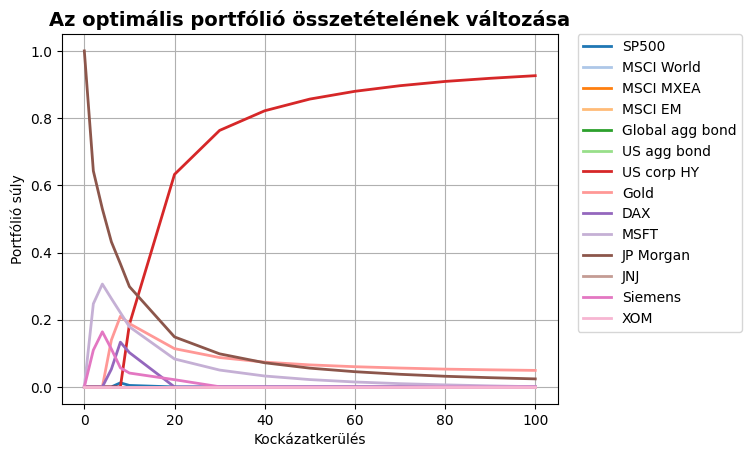 Az optimális portfólió összetételének változása
1.0
0.8
0.6
0.4
0.2
0.0
Portfólió súly
0
20
40
60
80
100
Kockázatkerülés
SP500
MSCI World
MSCI MXEA
MSCI EM
Global agg bond
US agg bond
US corp HY
Gold
DAX
MSFT
JP Morgan
JNJ
Siemens
XOM